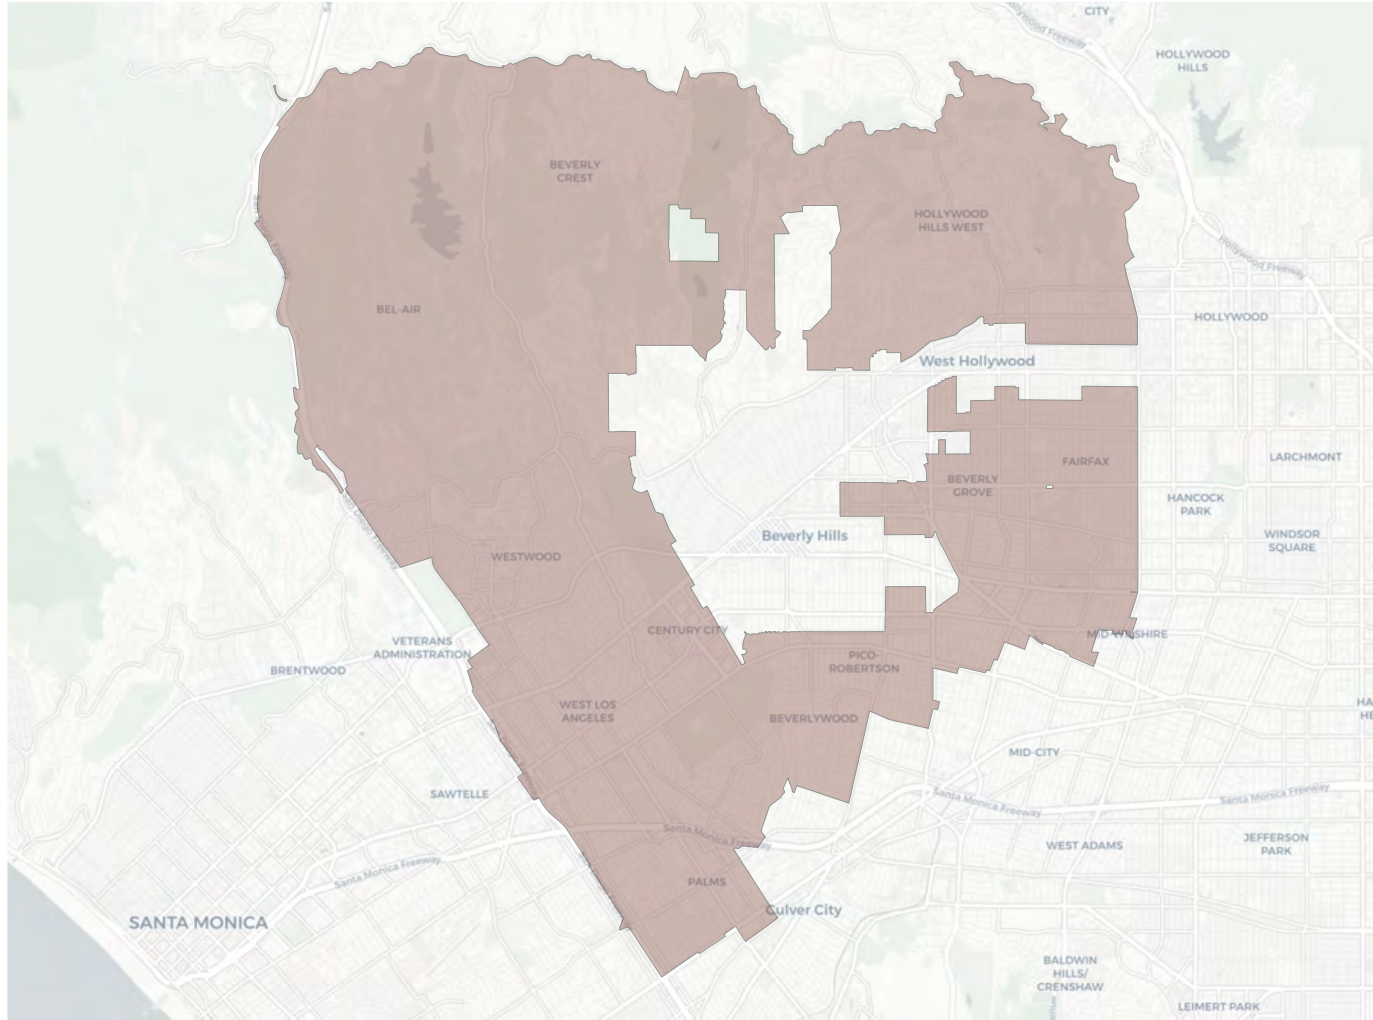 CITY
Hollywood Freeway
HOLLYWOOD
HILLS
BEVERLY
CREST
HOLLYWOOD
HILLS WEST
Hollywood Freeway
BEL-AIR
HOLLYWOOD
West Hollywood
FAIRFAX
LARCHMONT
BEVERLY
GROVE
HANCOCK
PARK
Beverly Hills
WINDSOR
SQUARE
WESTWOOD
CENTURY CITY
MID-WILSHIRE
VETERANS
ADMINISTRATION
PICO-
ROBERTSON
BRENTWOOD
WEST LOS
ANGELES
BEVERLYWOOD
HA
HE
MID-CITY
SAWTELLE
Santa Monica Freeway
Santa Monica Freeway
Santa Monica Freeway
WEST ADAMS
JEFFERSON
PARK
Santa Monica Freeway
PALMS
SANTA MONICA
Culver City
BALDWIN
HILLS/
CRENSHAW
LEIMERT PARK